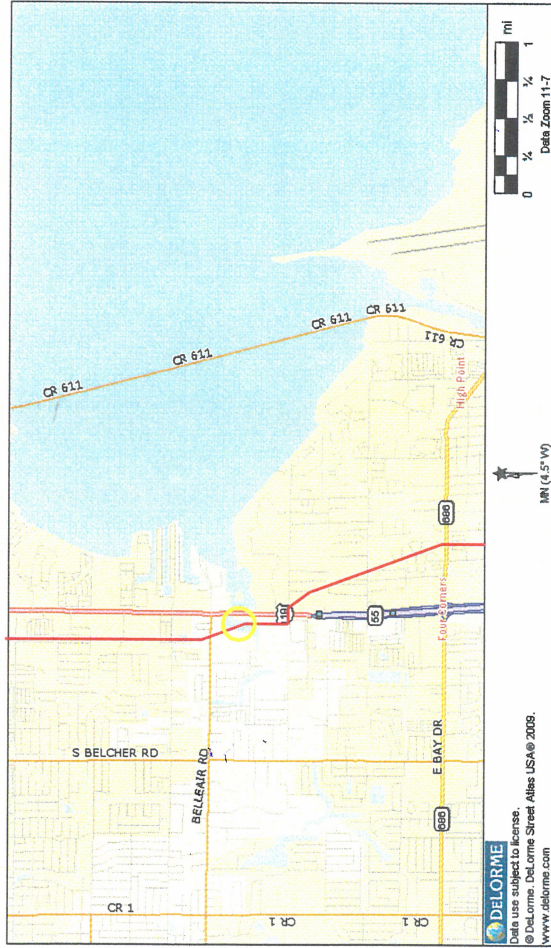 CR 611
CR 611
CR 611
CR 611
CR 611
High Point
S BELCHER RD
BELLEAIR RD
19
55
686
Four Corners
E BAY DR
686
CR 1
CR 1
CR 1
mi
0 ¼ ½ ¾ 1
Data Zoom 11-7
MN (4.5° W)
DELORME
Data use subject to license.
© DeLorme. DeLorme Street Atlas USA® 2009.
www.delorme.com